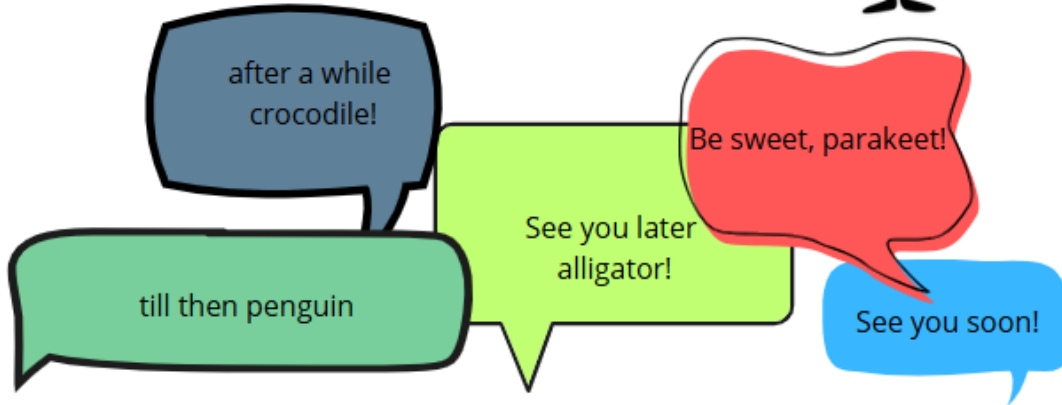 after a while
crocodile!
Be sweet, parakeet!
See you later
alligator!
till then penguin
See you soon!